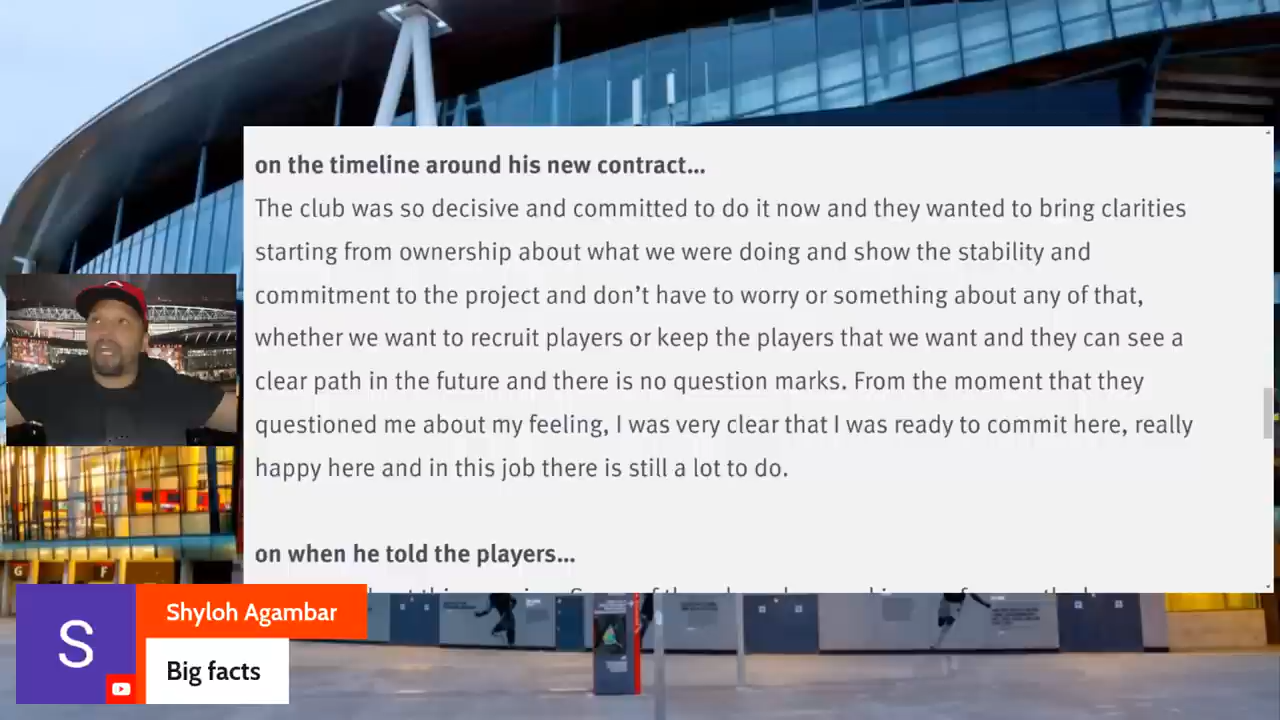 on the timeline around his new contract...
The club was so decisive and committed to do it now and they wanted to bring clarities
starting from ownership about what we were doing and show the stability and
commitment to the project and don’t have to worry or something about any of that,
whether we want to recruit players or keep the players that we want and they can see a
clear path in the future and there is no question marks. From the moment that they
questioned me about my feeling, I was very clear that I was ready to commit here, really
happy here and in this job there is still a lot to do.
on when he told the players...
G
F
S
Shyloh Agambar
Big facts